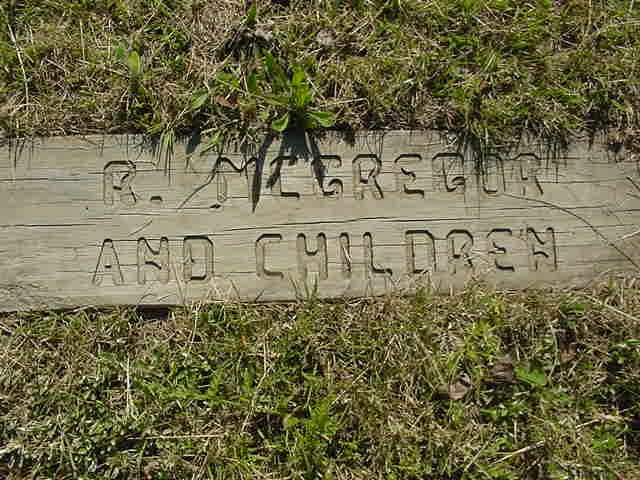 R. MCGREGOR
AND CHILDREN